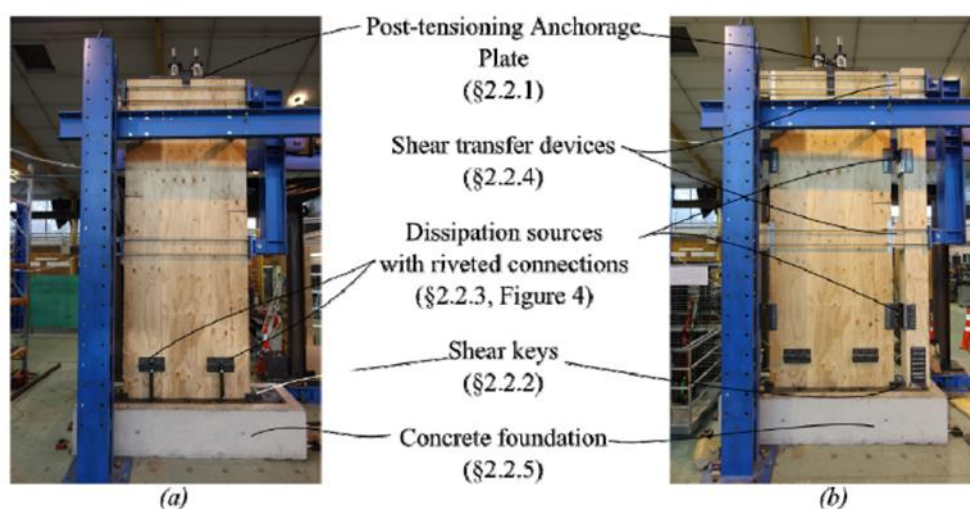 Post-tensioning Anchorage
Plate
(§2.2.1)
Shear transfer devices
(§2.2.4)
Dissipation sources
with riveted connections
(§2.2.3, Figure 4)
Shear keys
(§2.2.2)
Concrete foundation
(§2.2.5)
(a)
(b)